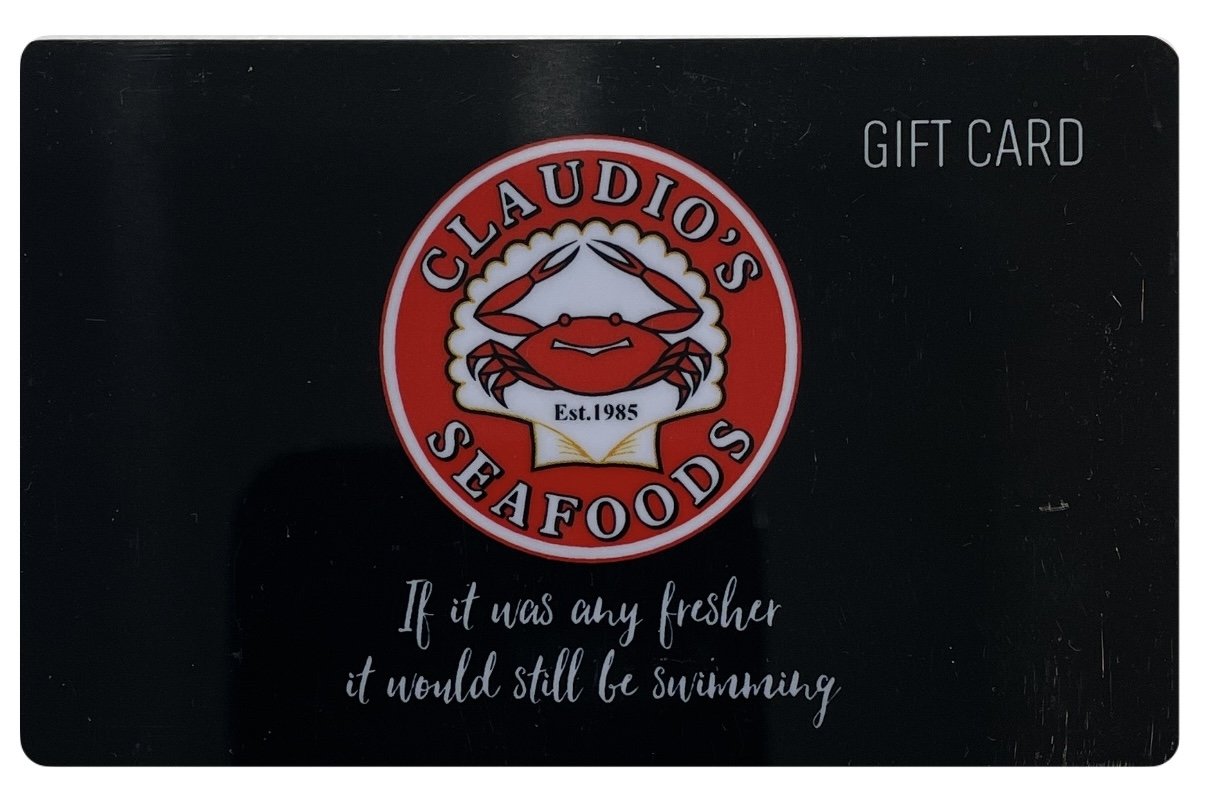 GIFT CARD
CLAUDIO'S
Est.1985
SEAFOODS
If it was any fresher
it would still be swimming